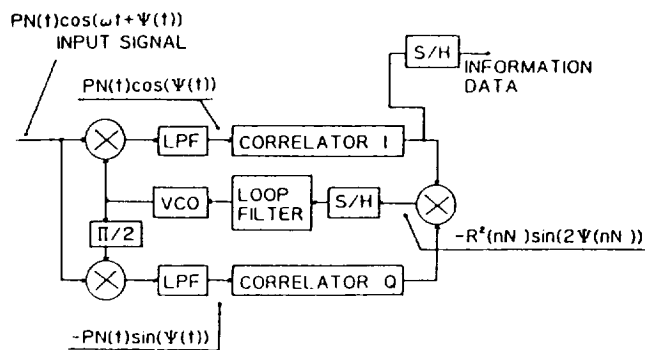 PN(t)cos(ωt+Ψ(t))
INPUT SIGNAL
S/H
INFORMATION
DATA
PN(t)cos(Ψ(t))
LPF
CORRELATOR I
VCO
LOOP
FILTER
S/H
Π/2
-R²(nN)sin(2Ψ(nN))
LPF
CORRELATOR Q
-PN(t)sin(Ψ(t))